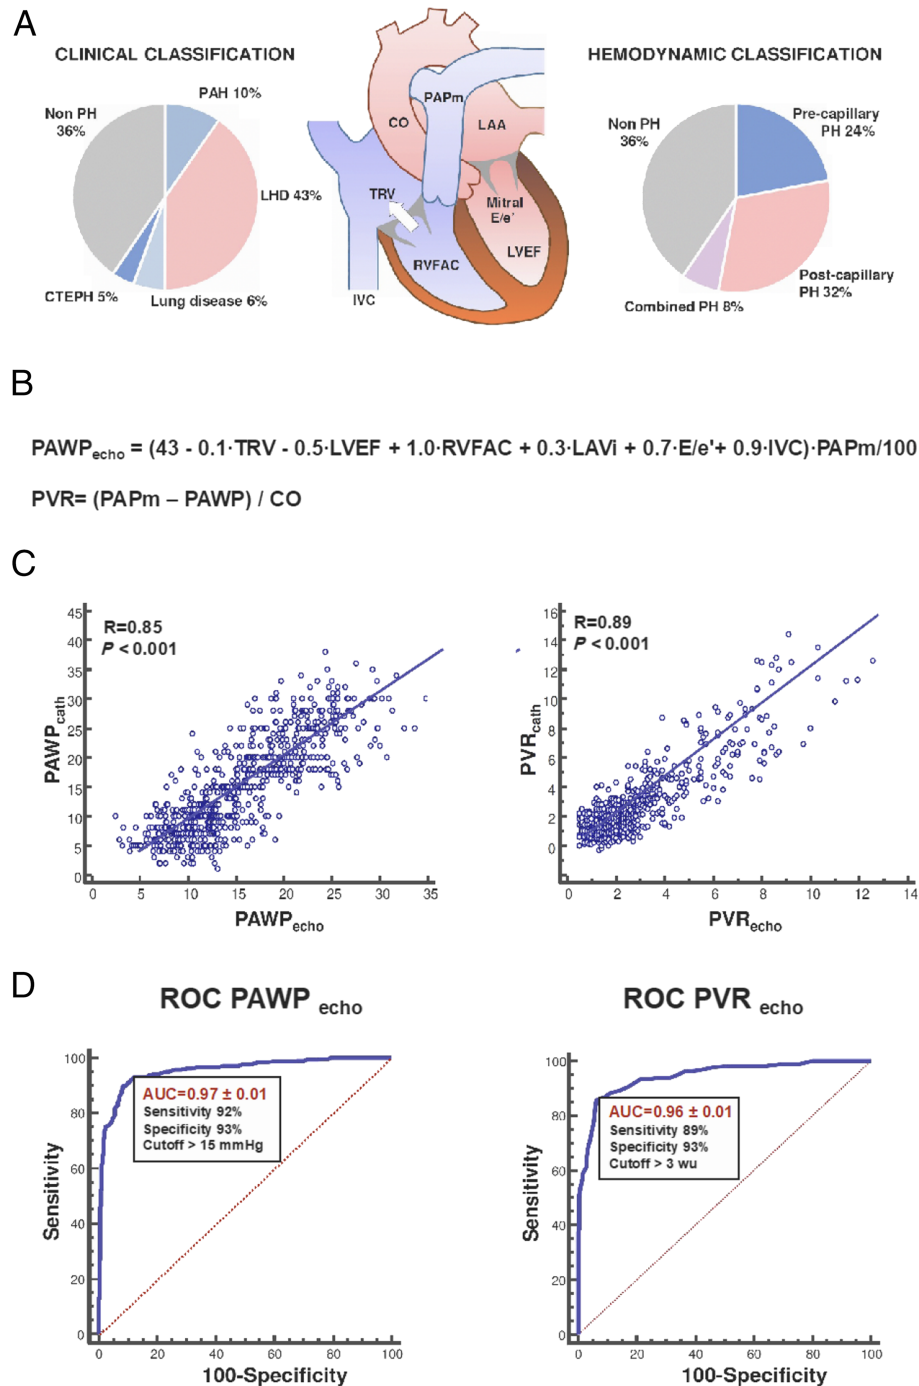 A
CLINICAL CLASSIFICATION
HEMODYNAMIC CLASSIFICATION
PAH 10%
Non PH
36%
LHD 43%
CTEPH 5%
Lung disease 6%
PAPm
CO
LAA
TRV
Mitral
E/e'
LVEF
RVFAC
IVC
Non PH
36%
Pre-capillary
PH 24%
Post-capillary
PH 32%
Combined PH 8%
B
PAWPecho = (43 - 0.1·TRV - 0.5·LVEF + 1.0·RVFAC + 0.3·LAVi + 0.7·E/e'+ 0.9·IVC)·PAPm/100
PVR= (PAPm – PAWP) / CO
C
R=0.85
P < 0.001
PAWPcath
45
40
35
30
25
20
15
10
5
0
0 5 10 15 20 25 30 35
PAWPecho
R=0.89
P < 0.001
PVRcath
16
14
12
10
8
6
4
2
0
0 2 4 6 8 10 12 14
PVRecho
D
ROC PAWP echo
Sensitivity
100
80
60
40
20
0
AUC=0.97 ± 0.01
Sensitivity 92%
Specificity 93%
Cutoff > 15 mmHg
0 20 40 60 80 100
100-Specificity
ROC PVR echo
Sensitivity
100
80
60
40
20
0
AUC=0.96 ± 0.01
Sensitivity 89%
Specificity 93%
Cutoff > 3 wu
0 20 40 60 80 100
100-Specificity